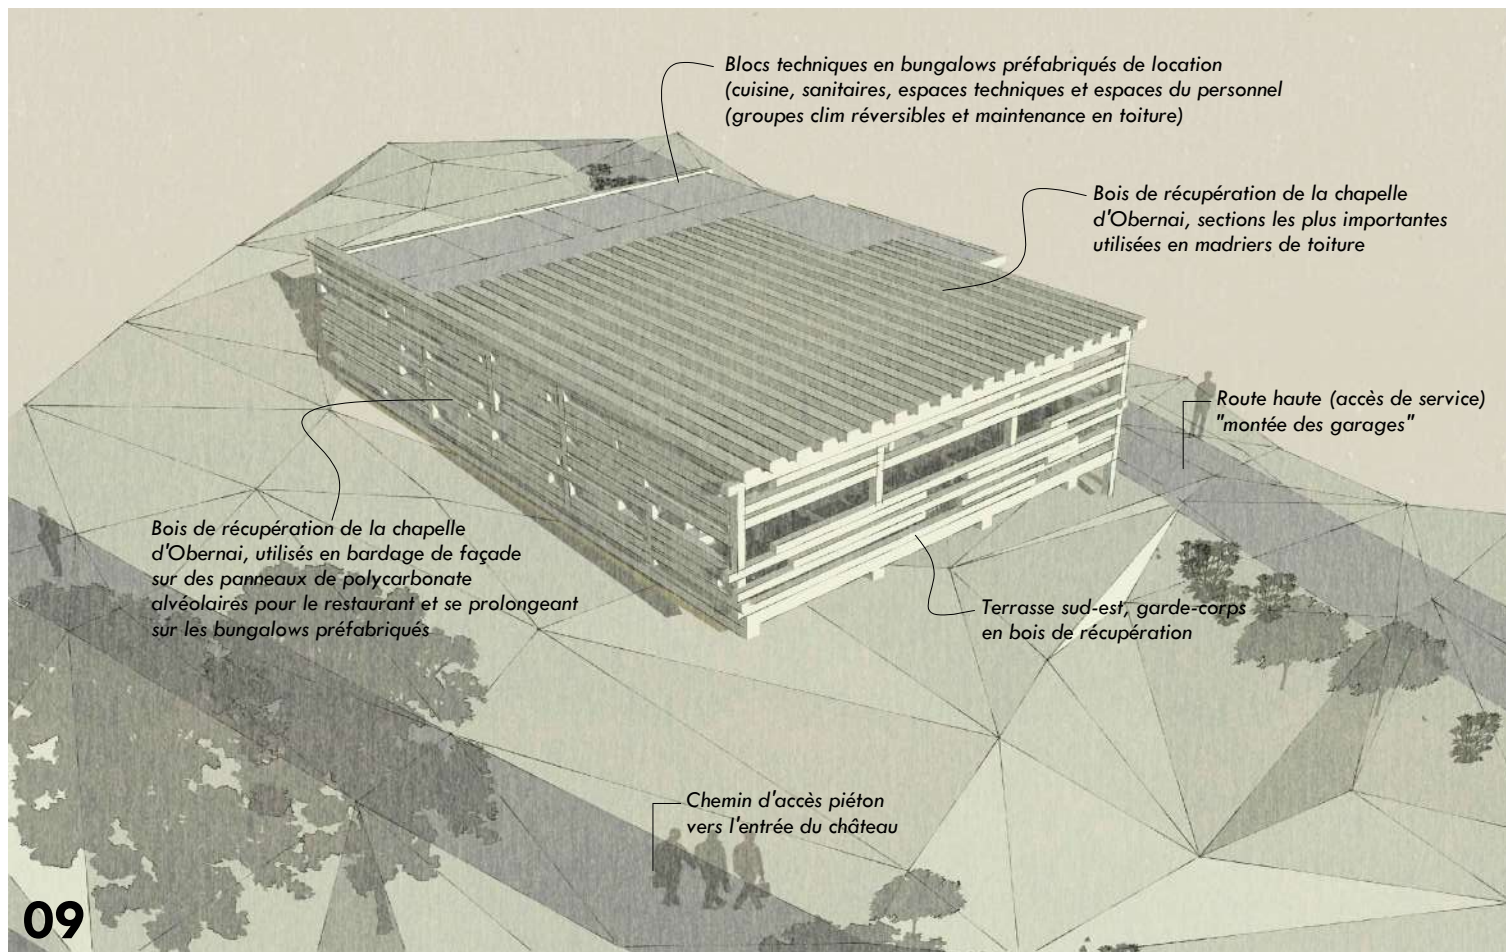 Blocs techniques en bungalows préfabriqués de location
(cuisine, sanitaires, espaces techniques et espaces du personnel
(groupes clim réversibles et maintenance en toiture)
Bois de récupération de la chapelle
d'Obernai, sections les plus importantes
utilisées en madriers de toiture
Route haute (accès de service)
"montée des garages"
Bois de récupération de la chapelle
d'Obernai, utilisés en bardage de façade
sur des panneaux de polycarbonate
alvéolaires pour le restaurant et se prolongeant
sur les bungalows préfabriqués
Terrasse sud-est, garde-corps
en bois de récupération
Chemin d'accès piéton
vers l'entrée du château
09